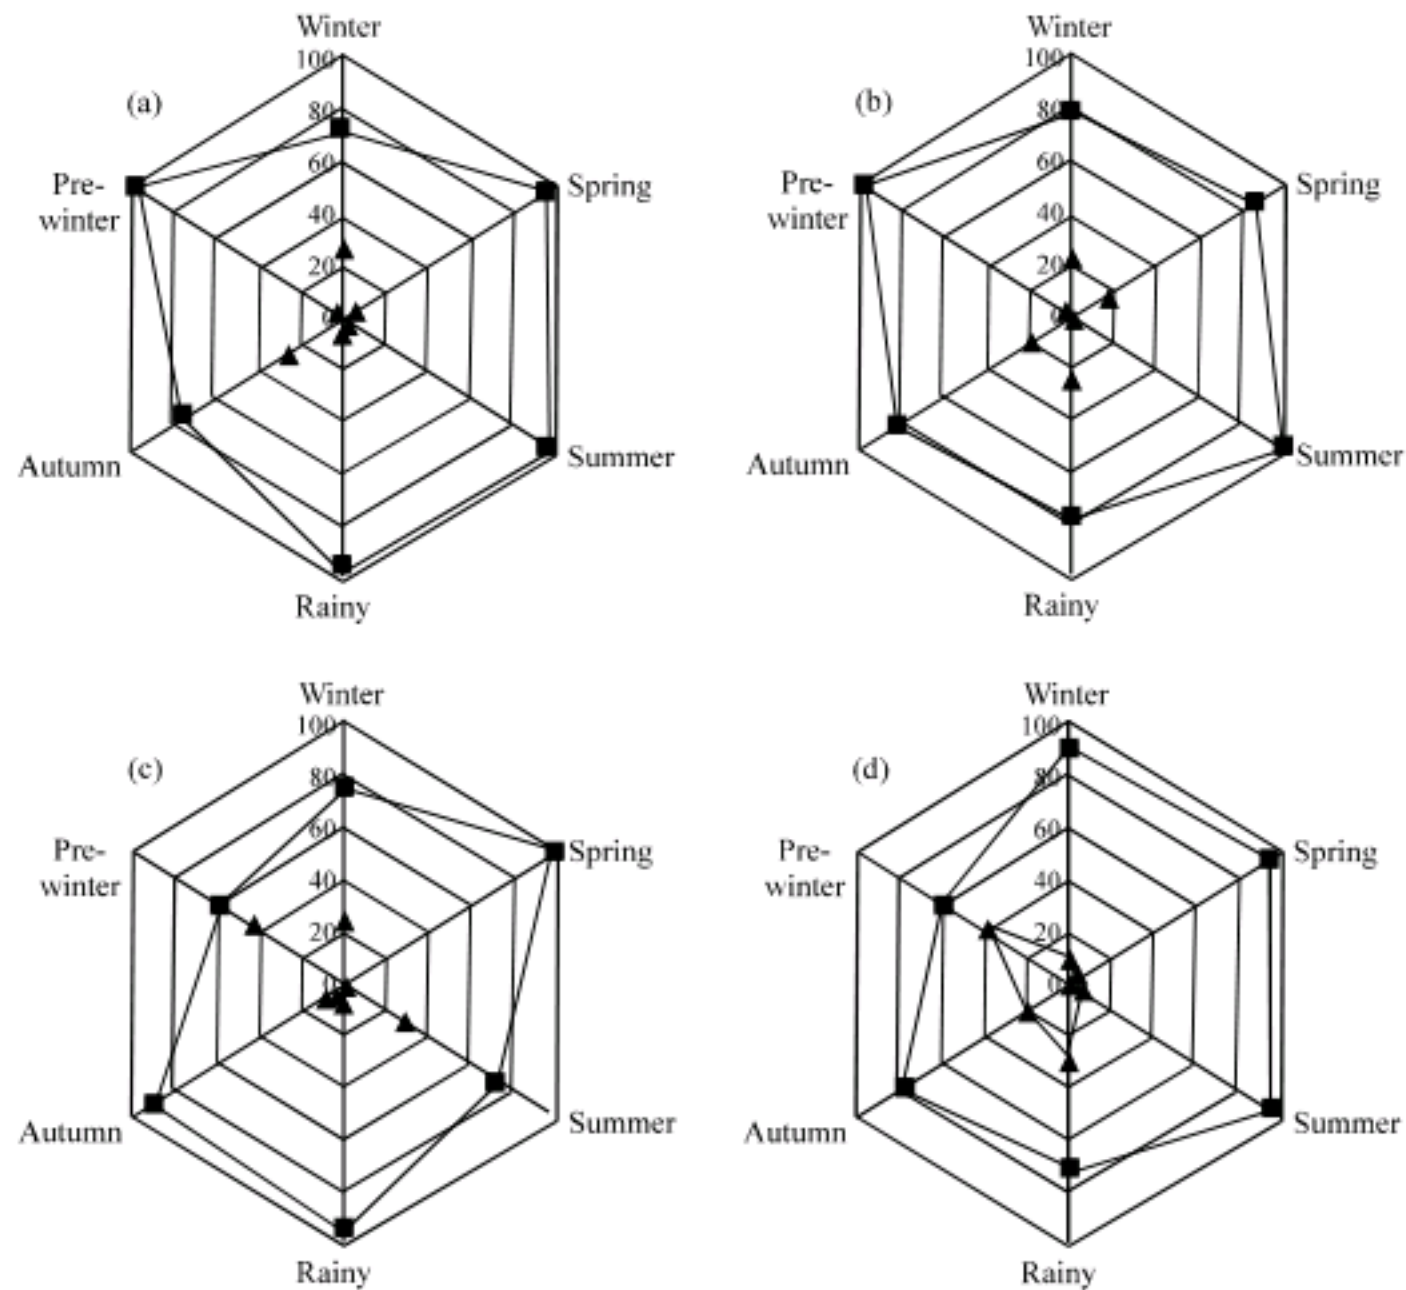 Winter
100
(a)
80
60
40
20
0
Pre-
winter
Spring
Autumn
Summer
Rainy
Winter
100
(b)
80
60
40
20
0
Pre-
winter
Spring
Autumn
Summer
Rainy
Winter
100
(c)
80
60
40
20
0
Pre-
winter
Spring
Autumn
Summer
Rainy
Winter
100
(d)
80
60
40
20
0
Pre-
winter
Spring
Autumn
Summer
Rainy